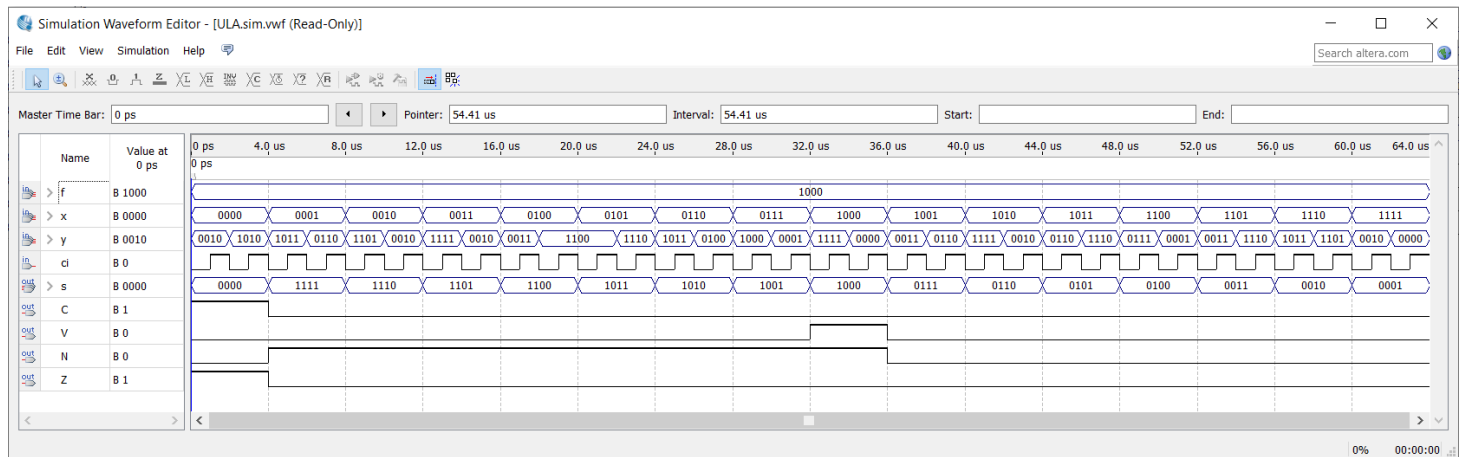 Simulation Waveform Editor - [ULA.sim.vwf (Read-Only)]
File Edit View Simulation Help
Search altera.com
Master Time Bar: 0 ps Pointer: 54.41 us Interval: 54.41 us Start: End:
Name Value at 0 ps
0 ps 4.0 us 8.0 us 12.0 us 16.0 us 20.0 us 24.0 us 28.0 us 32.0 us 36.0 us 40.0 us 44.0 us 48.0 us 52.0 us 56.0 us 60.0 us 64.0 us
0 ps
f B 1000 1000
x B 0000 0000 0001 0010 0011 0100 0101 0110 0111 1000 1001 1010 1011 1100 1101 1110 1111
y B 0010 0010 1010 1011 0110 1101 0010 1111 0010 0011 1100 1110 1011 0100 1000 0001 1111 0000 0011 0110 1111 0010 0110 1110 0111 0001 0011 1110 1011 1101 0010 0000
ci B 0
s B 0000 0000 1111 1110 1101 1100 1011 1010 1001 1000 0111 0110 0101 0100 0011 0010 0001
C B 1
V B 0
N B 0
Z B 1
0% 00:00:00